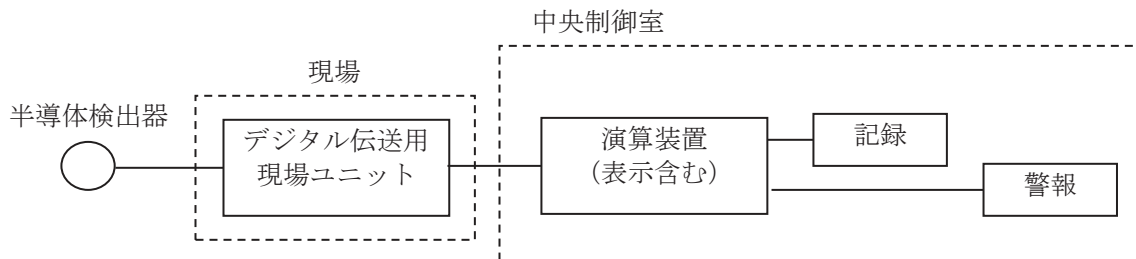 中央制御室
現場
半導体検出器
デジタル伝送用
現場ユニット
演算装置
（表示含む）
記録
警報